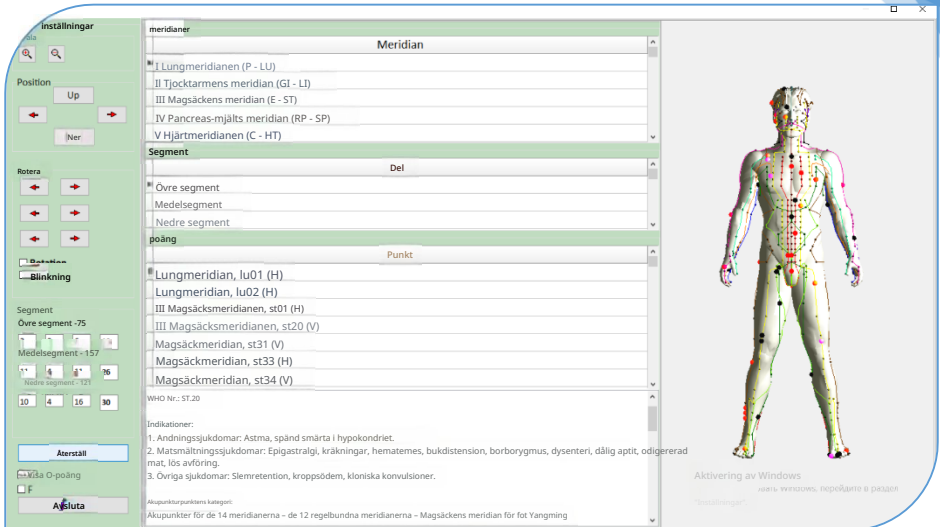 inställningar
Position
Up
Ner
Rotera
Rotation
Blinkning
Segment
Övre segment -75
Medelsegment - 157
26
Nedre segment - 121
10 4 16 30
Återställ
Visa O-poäng
F
Avsluta
meridianer
Meridian
I Lungmeridianen (P - LU)
II Tjocktarmens meridian (GI - LI)
III Magsäckens meridian (E - ST)
IV Pancreas-mjälts meridian (RP - SP)
V Hjärtmeridianen (C - HT)
Segment
Del
Övre segment
Medelsegment
Nedre segment
poäng
Punkt
Lungmeridian, lu01 (H)
Lungmeridian, lu02 (H)
III Magsäcksmeridianen, st01 (H)
III Magsäcksmeridianen, st20 (V)
Magsäckmeridian, st31 (V)
Magsäckmeridian, st33 (H)
Magsäckmeridian, st34 (V)
WHO Nr.: ST.20
Indikationer:
1. Andningssjukdomar: Astma, spänd smärta i hypokondriet.
2. Matsmältningssjukdomar: Epigastralgi, kräkningar, hematemes, bukdistension, borborygmus, dysenteri, dålig aptit, odigererad
mat, lös avföring.
3. Övriga sjukdomar: Slemretention, kroppsödem, kloniska konvulsioner.
Akupunkturpunktens kategori:
Akupunkter för de 14 meridianerna – de 12 regelbundna meridianerna – Magsäckens meridian för fot Yangming
Aktivering av Windows
Windows, перейдите в раздел